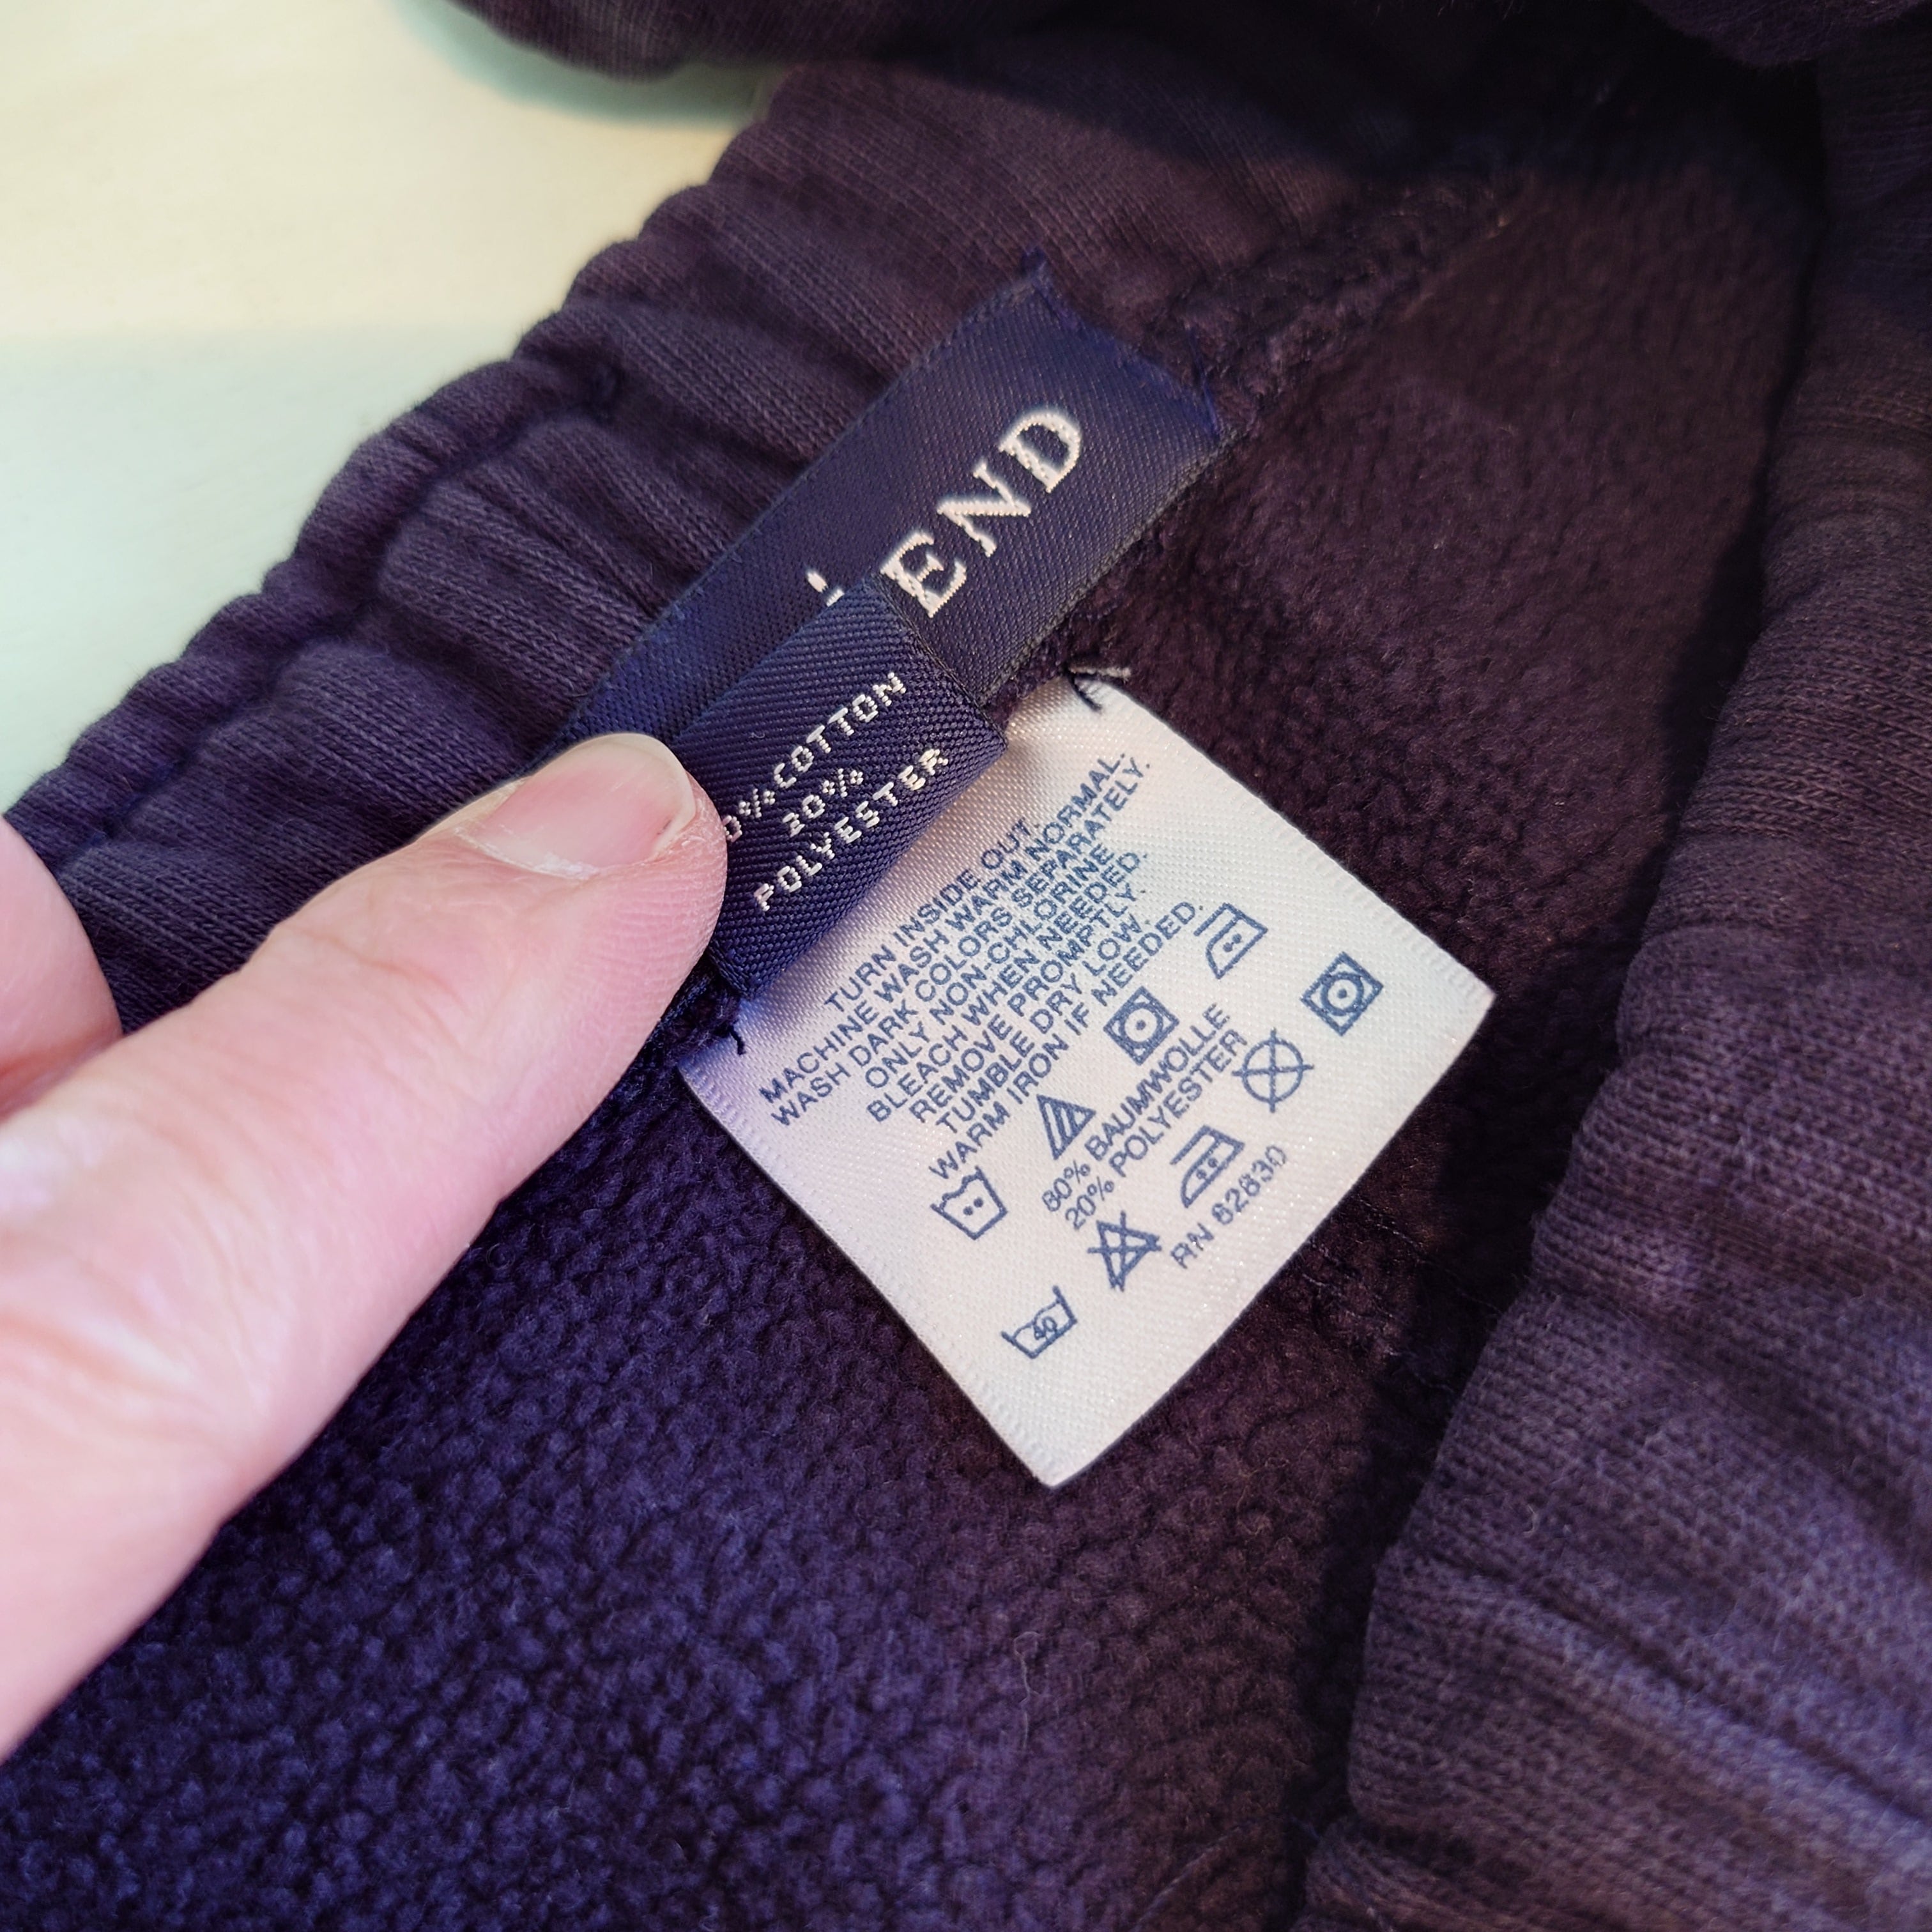 END
%COTTON
20%
POLYESTER
TURN INSIDE OUT.
MACHINE WASH WARM NORMAL.
WASH DARK COLORS SEPARATELY.
ONLY NON-CHLORINE
BLEACH WHEN NEEDED.
REMOVE PROMPTLY.
TUMBLE DRY LOW.
WARM IRON IF NEEDED.
80% BAUMWOLLE
20% POLYESTER
40
RN 62830